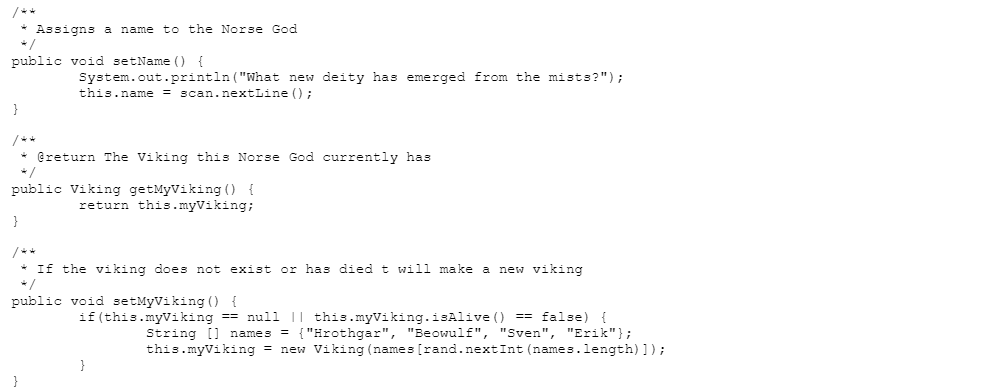 /**
 * Assigns a name to the Norse God
 */
public void setName() {
        System.out.println("What new deity has emerged from the mists?");
        this.name = scan.nextLine();
}

/**
 * @return The Viking this Norse God currently has
 */
public Viking getMyViking() {
        return this.myViking;
}

/**
 * If the viking does not exist or has died t will make a new viking
 */
public void setMyViking() {
        if(this.myViking == null || this.myViking.isAlive() == false) {
                String [] names = {"Hrothgar", "Beowulf", "Sven", "Erik"};
                this.myViking = new Viking(names[rand.nextInt(names.length)]);
        }
}